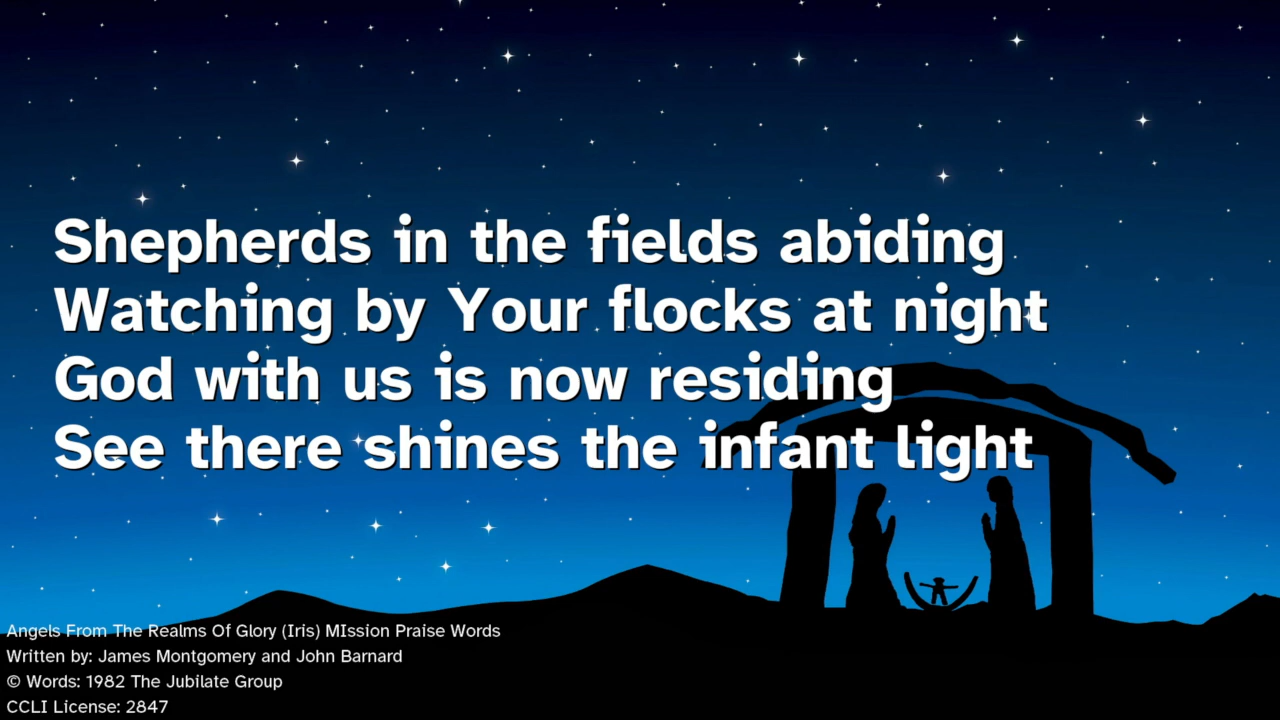 Shepherds in the fields abiding
Watching by Your flocks at night
God with us is now residing
See there shines the infant light
Angels From The Realms Of Glory (Iris) MIssion Praise Words
Written by: James Montgomery and John Barnard
© Words: 1982 The Jubilate Group
CCLI License: 2847